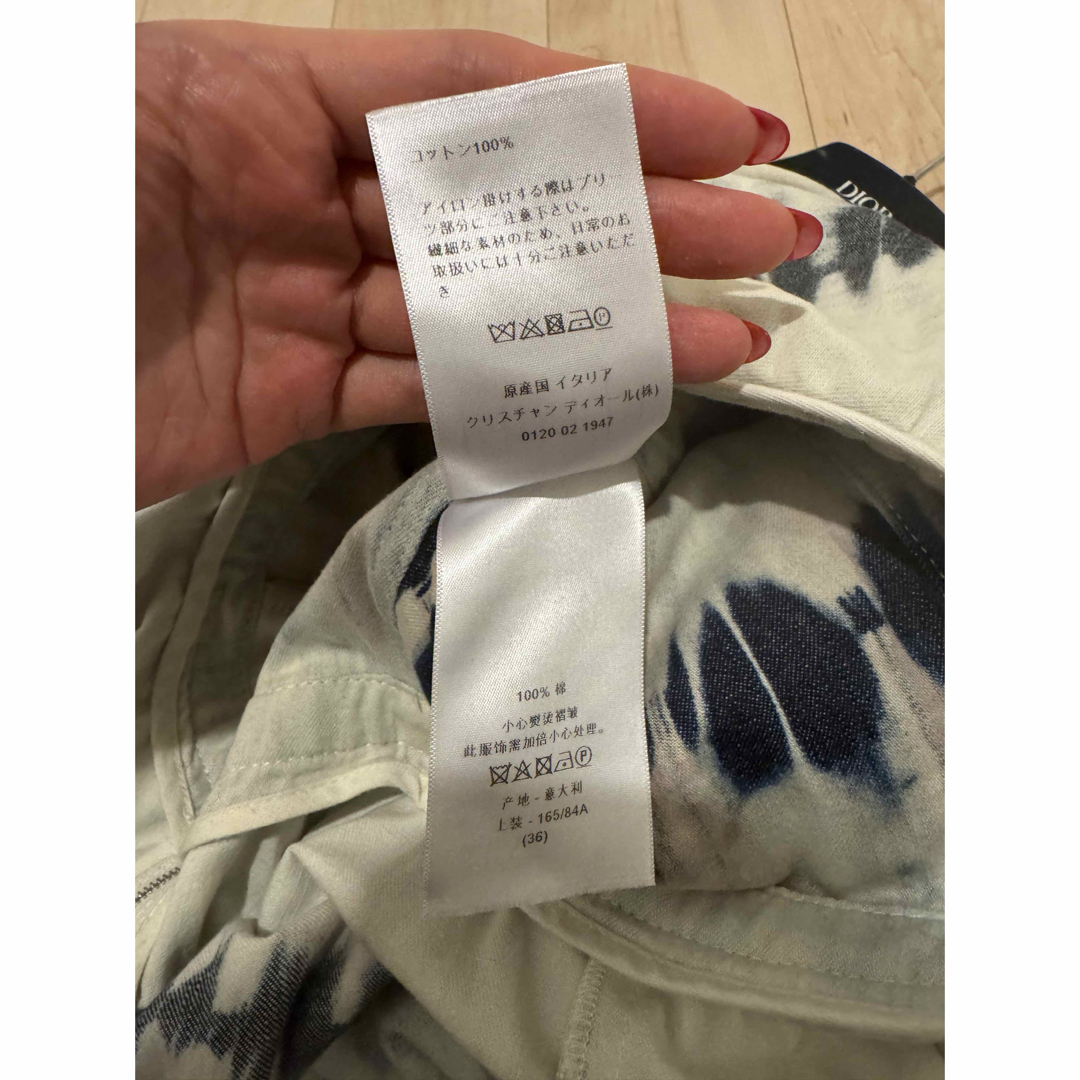 コットン100%
アイロン掛けする際はプリー
ツ部分にご注意下さい。
繊細な素材のため、日常のお
取扱いには十分ご注意いただ
き
P
原産国 イタリア
クリスチャン ディオール(株)
0120 02 1947
DIOR
100% 棉
小心熨烫褶皱
此服饰需加倍小心处理。
P
产地 - 意大利
上装 - 165/84A
(36)